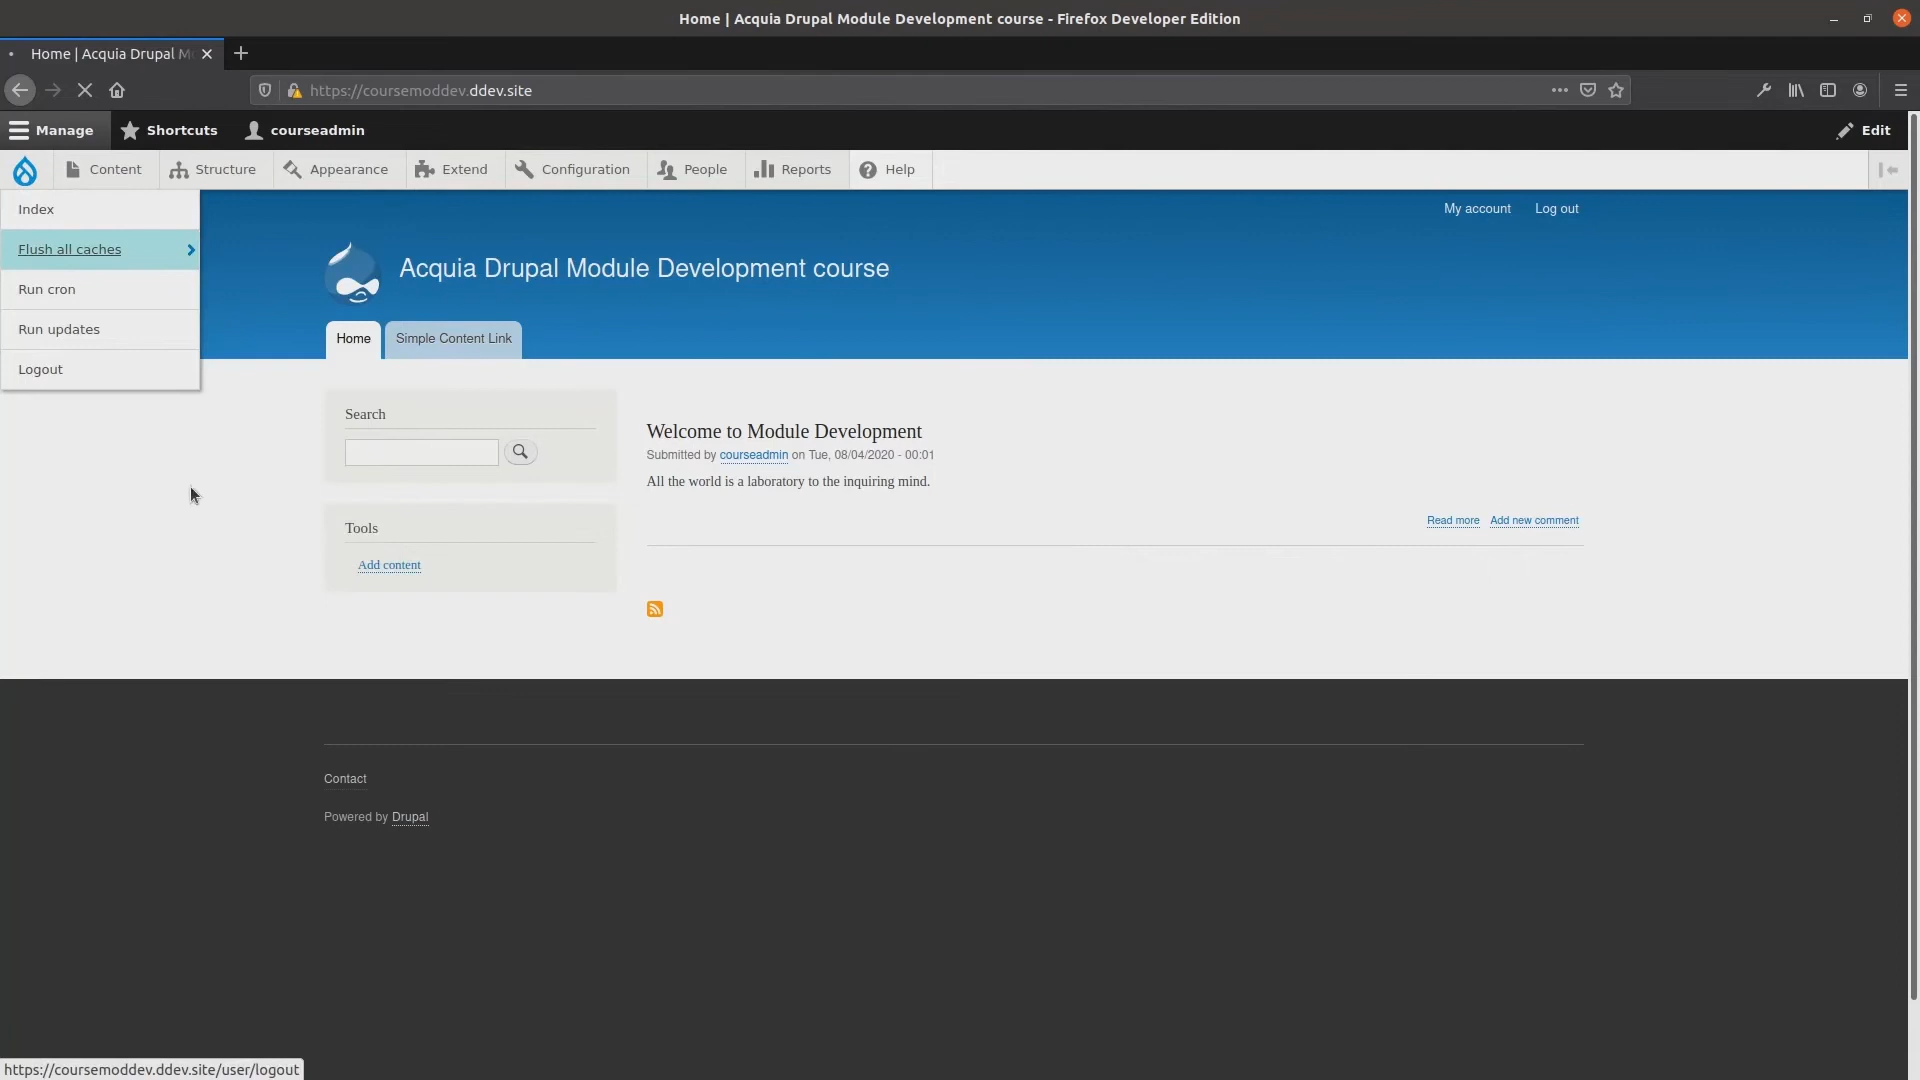 Home | Acquia Drupal Module Development course - Firefox Developer Edition
Home | Acquia Drupal M
https://coursemoddev.ddev.site
Manage Shortcuts courseadmin Edit
Content Structure Appearance Extend Configuration People Reports Help
Index
My account Log out
Flush all caches
Acquia Drupal Module Development course
Run cron
Run updates
Home Simple Content Link
Logout
Search
Welcome to Module Development
Submitted by courseadmin on Tue, 08/04/2020 - 00:01
All the world is a laboratory to the inquiring mind.
Read more Add new comment
Tools
Add content
Contact
Powered by Drupal
https://coursemoddev.ddev.site/user/logout